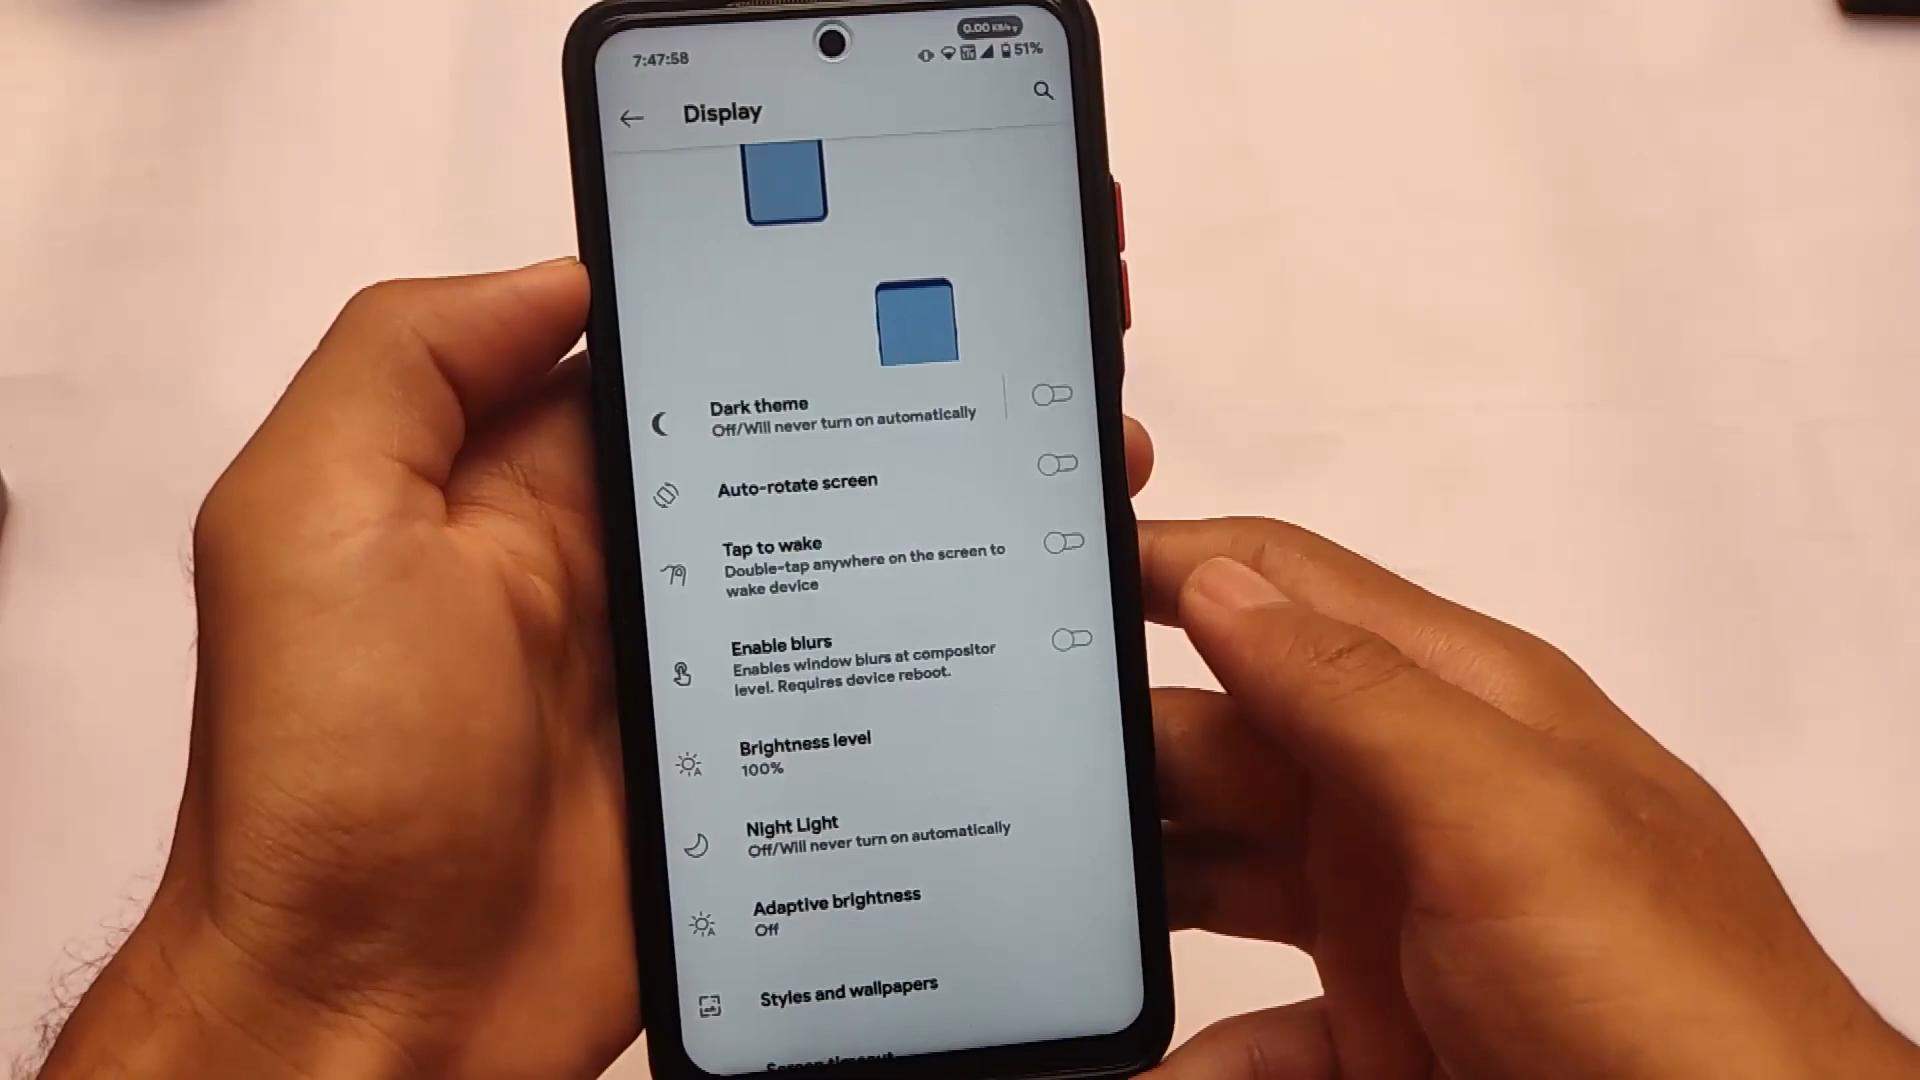 0.00 KB/s
7:47:58
51%
Display
Dark theme
Off/Will never turn on automatically
Auto-rotate screen
Tap to wake
Double-tap anywhere on the screen to
wake device
Enable blurs
Enables window blurs at compositor
level. Requires device reboot.
Brightness level
100%
Night Light
Off/Will never turn on automatically
Adaptive brightness
Off
Styles and wallpapers
Screen timeout